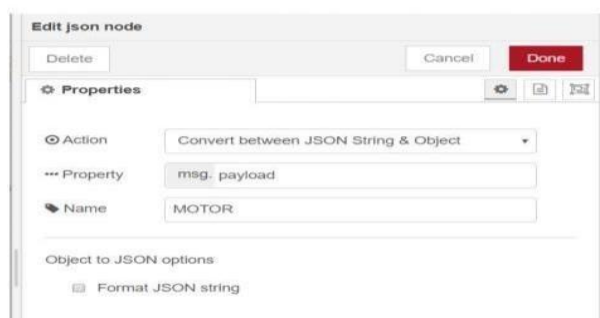 Edit json node
Delete Cancel Done
Properties
Action Convert between JSON String & Object
Property msg. payload
Name MOTOR
Object to JSON options
Format JSON string